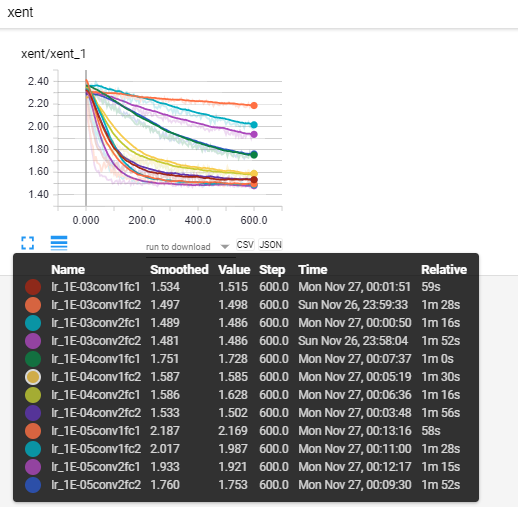 xent
xent/xent_1
2.40
2.20
2.00
1.80
1.60
1.40
0.000 200.0 400.0 600.0
run to download CSV JSON
Name Smoothed Value Step Time Relative
lr_1E-03conv1fc1 1.534 1.515 600.0 Mon Nov 27, 00:01:51 59s
lr_1E-03conv1fc2 1.497 1.498 600.0 Sun Nov 26, 23:59:33 1m 28s
lr_1E-03conv2fc1 1.489 1.486 600.0 Mon Nov 27, 00:00:50 1m 16s
lr_1E-03conv2fc2 1.481 1.486 600.0 Sun Nov 26, 23:58:04 1m 52s
lr_1E-04conv1fc1 1.751 1.728 600.0 Mon Nov 27, 00:07:37 1m 0s
lr_1E-04conv1fc2 1.587 1.585 600.0 Mon Nov 27, 00:05:19 1m 30s
lr_1E-04conv2fc1 1.586 1.628 600.0 Mon Nov 27, 00:06:36 1m 16s
lr_1E-04conv2fc2 1.533 1.502 600.0 Mon Nov 27, 00:03:48 1m 56s
lr_1E-05conv1fc1 2.187 2.169 600.0 Mon Nov 27, 00:13:16 58s
lr_1E-05conv1fc2 2.017 1.987 600.0 Mon Nov 27, 00:11:00 1m 28s
lr_1E-05conv2fc1 1.933 1.921 600.0 Mon Nov 27, 00:12:17 1m 15s
lr_1E-05conv2fc2 1.760 1.753 600.0 Mon Nov 27, 00:09:30 1m 52s